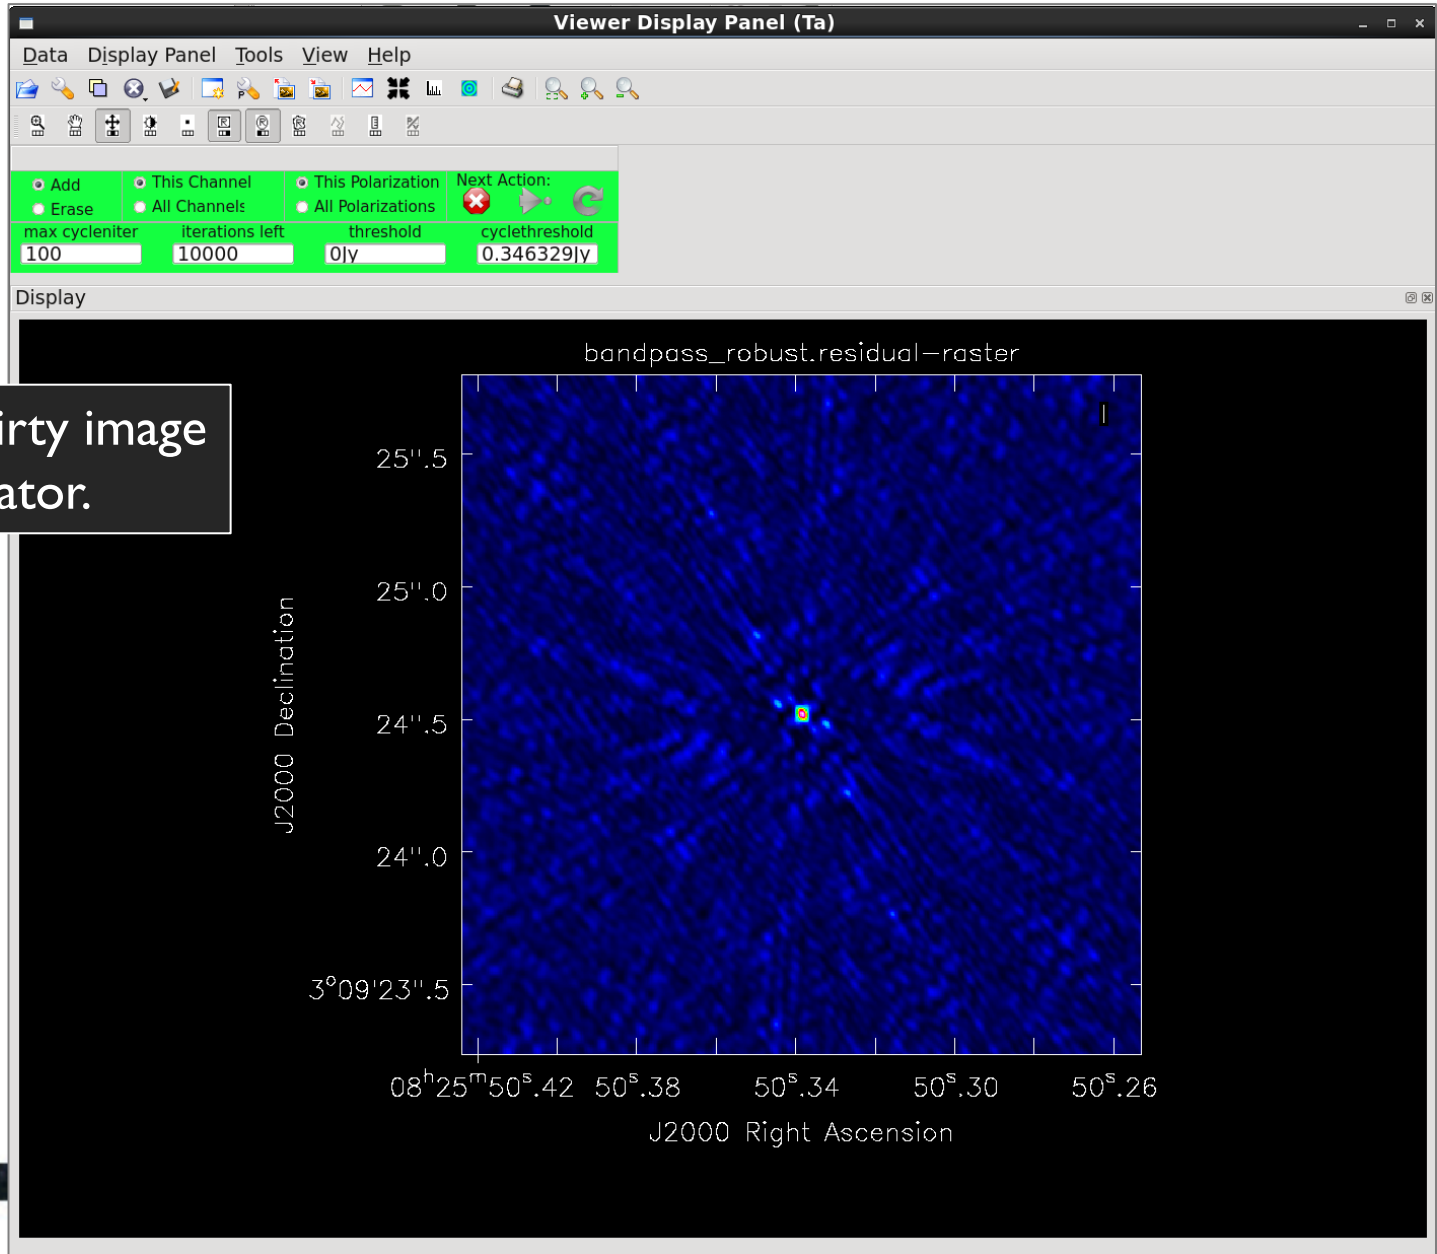 Viewer Display Panel (Ta)
Data Display Panel Tools View Help
Add
This Channel
This Polarization
Next Action:
Erase
All Channels
All Polarizations
max cycleniter
iterations left
threshold
cyclethreshold
100
10000
0Jy
0.346329Jy
Display
bandpass_robust.residual-raster
irty image
ator.
25".5
25".0
24".5
24".0
3°09'23".5
J2000 Declination
08ʰ25ᵐ50ˢ.42 50ˢ.38 50ˢ.34 50ˢ.30 50ˢ.26
J2000 Right Ascension